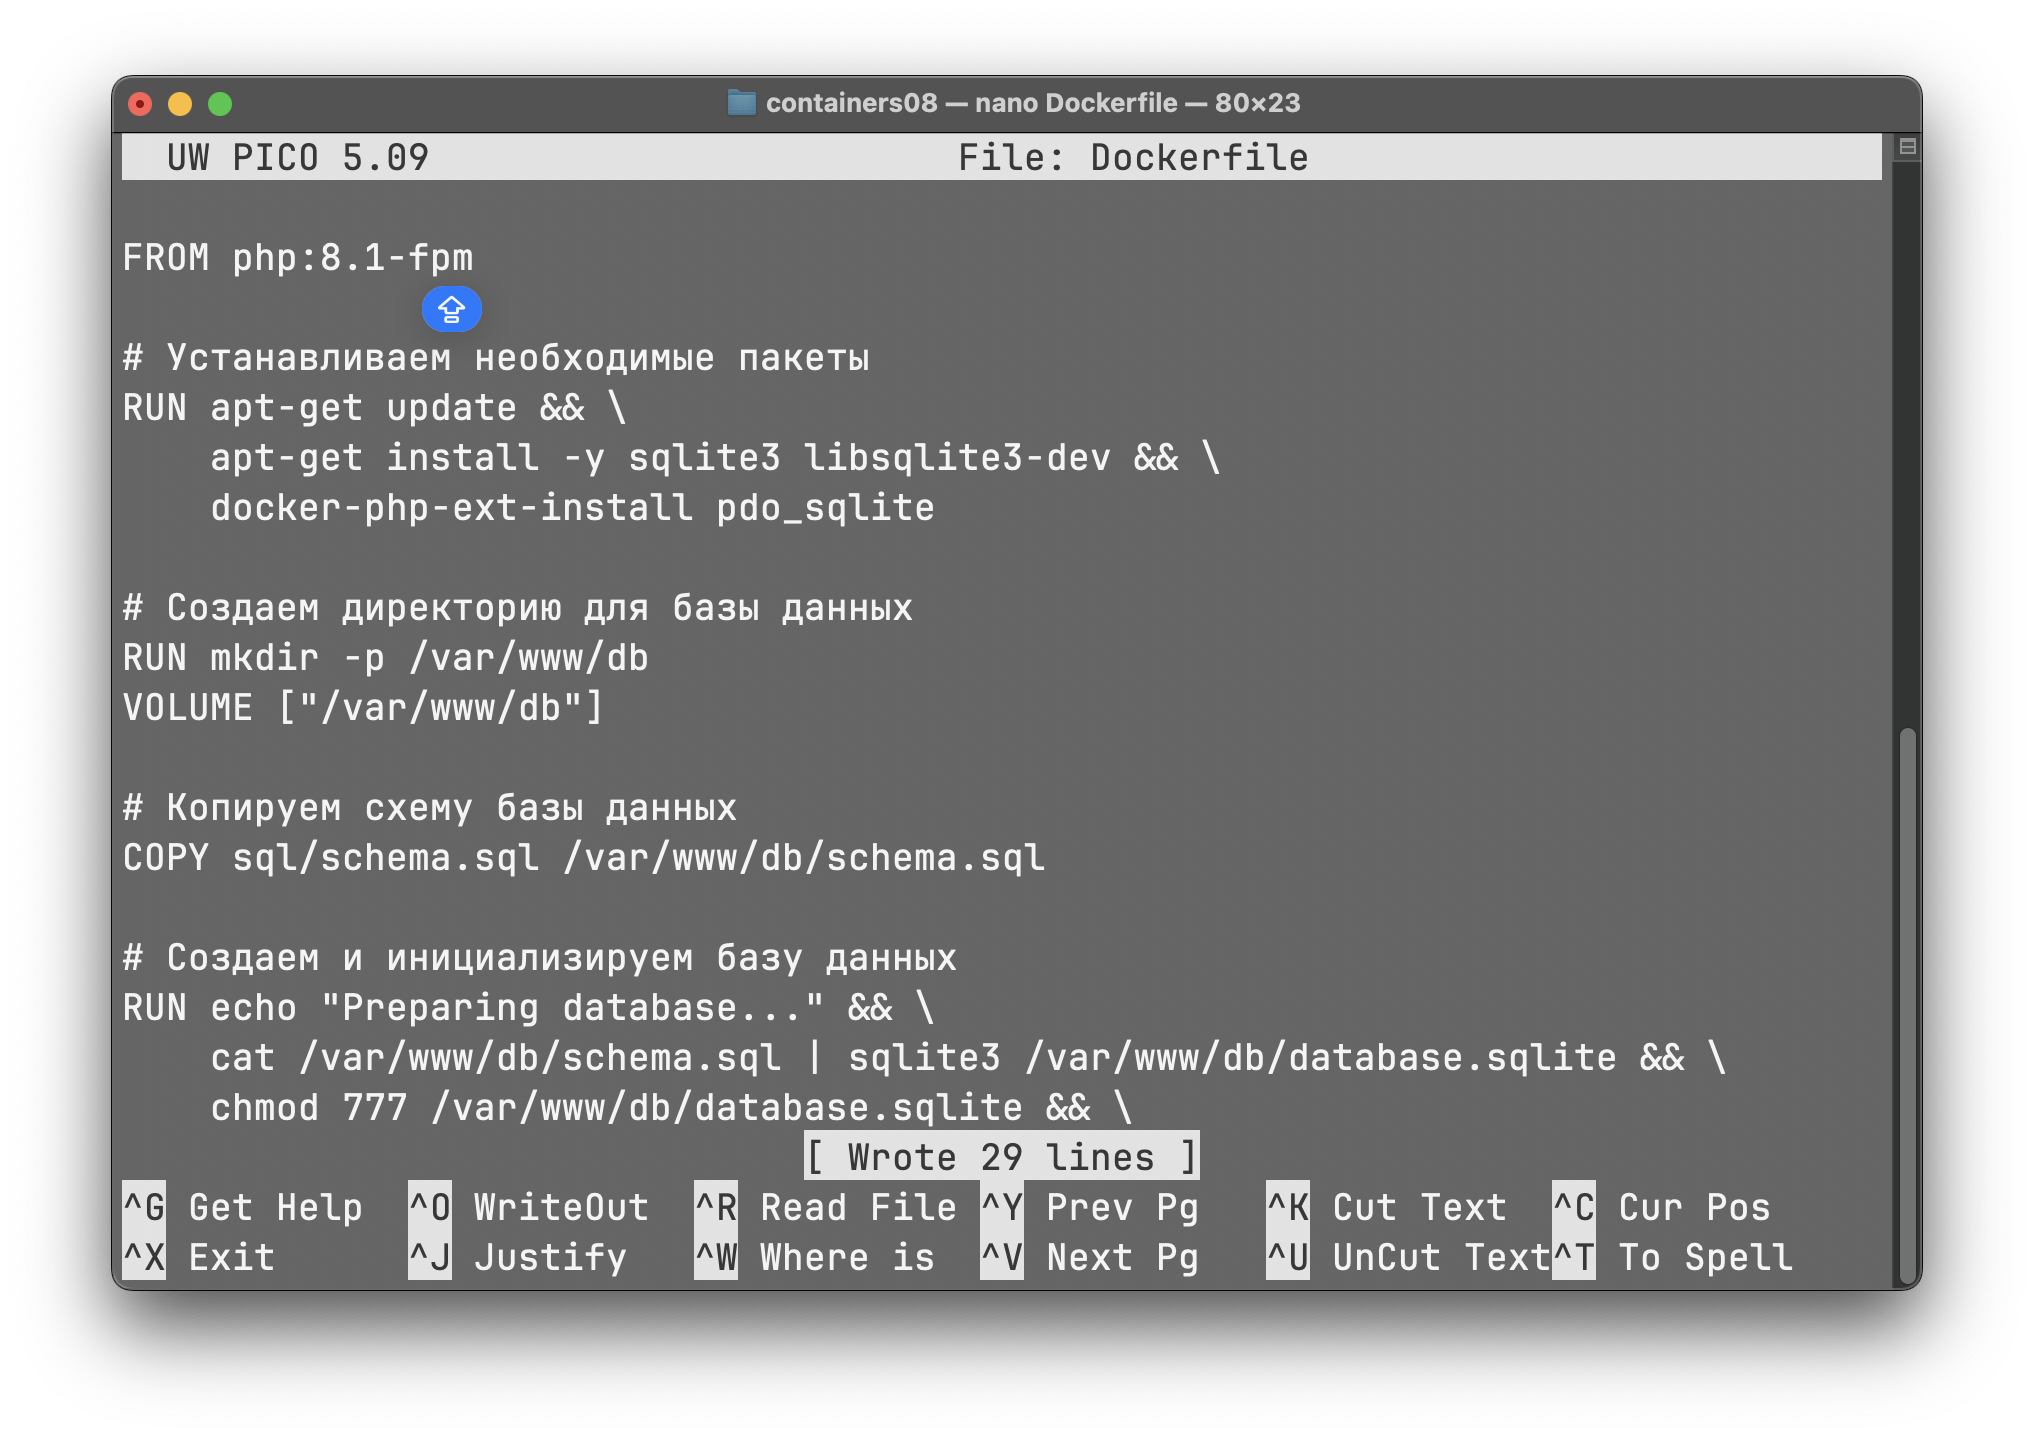 containers08 — nano Dockerfile — 80×23
UW PICO 5.09 File: Dockerfile
FROM php:8.1-fpm
# Устанавливаем необходимые пакеты
RUN apt-get update && \
    apt-get install -y sqlite3 libsqlite3-dev && \
    docker-php-ext-install pdo_sqlite
# Создаем директорию для базы данных
RUN mkdir -p /var/www/db
VOLUME ["/var/www/db"]
# Копируем схему базы данных
COPY sql/schema.sql /var/www/db/schema.sql
# Создаем и инициализируем базу данных
RUN echo "Preparing database..." && \
    cat /var/www/db/schema.sql | sqlite3 /var/www/db/database.sqlite && \
    chmod 777 /var/www/db/database.sqlite && \
[ Wrote 29 lines ]
^G Get Help ^O WriteOut ^R Read File ^Y Prev Pg ^K Cut Text ^C Cur Pos
^X Exit ^J Justify ^W Where is ^V Next Pg ^U UnCut Text ^T To Spell